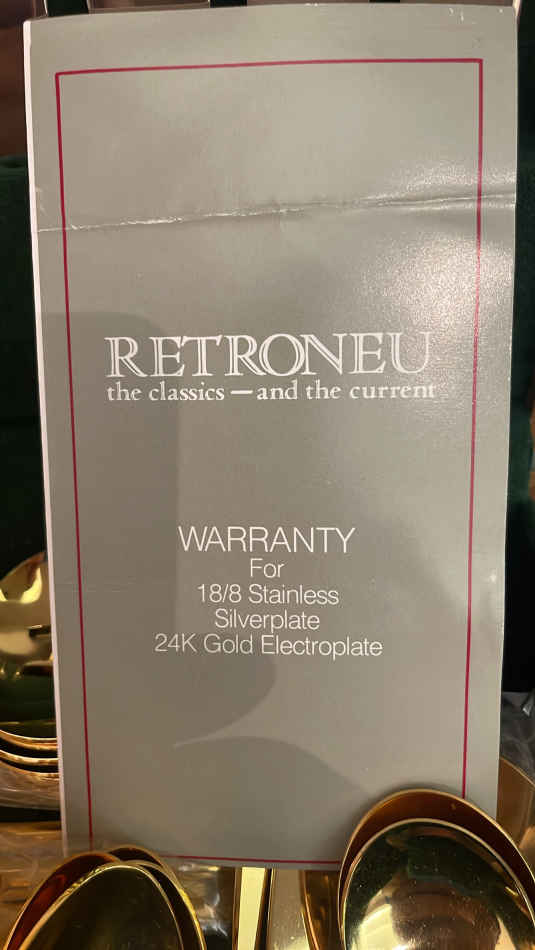 RETRONEU
the classics — and the current
WARRANTY
For
18/8 Stainless
Silverplate
24K Gold Electroplate